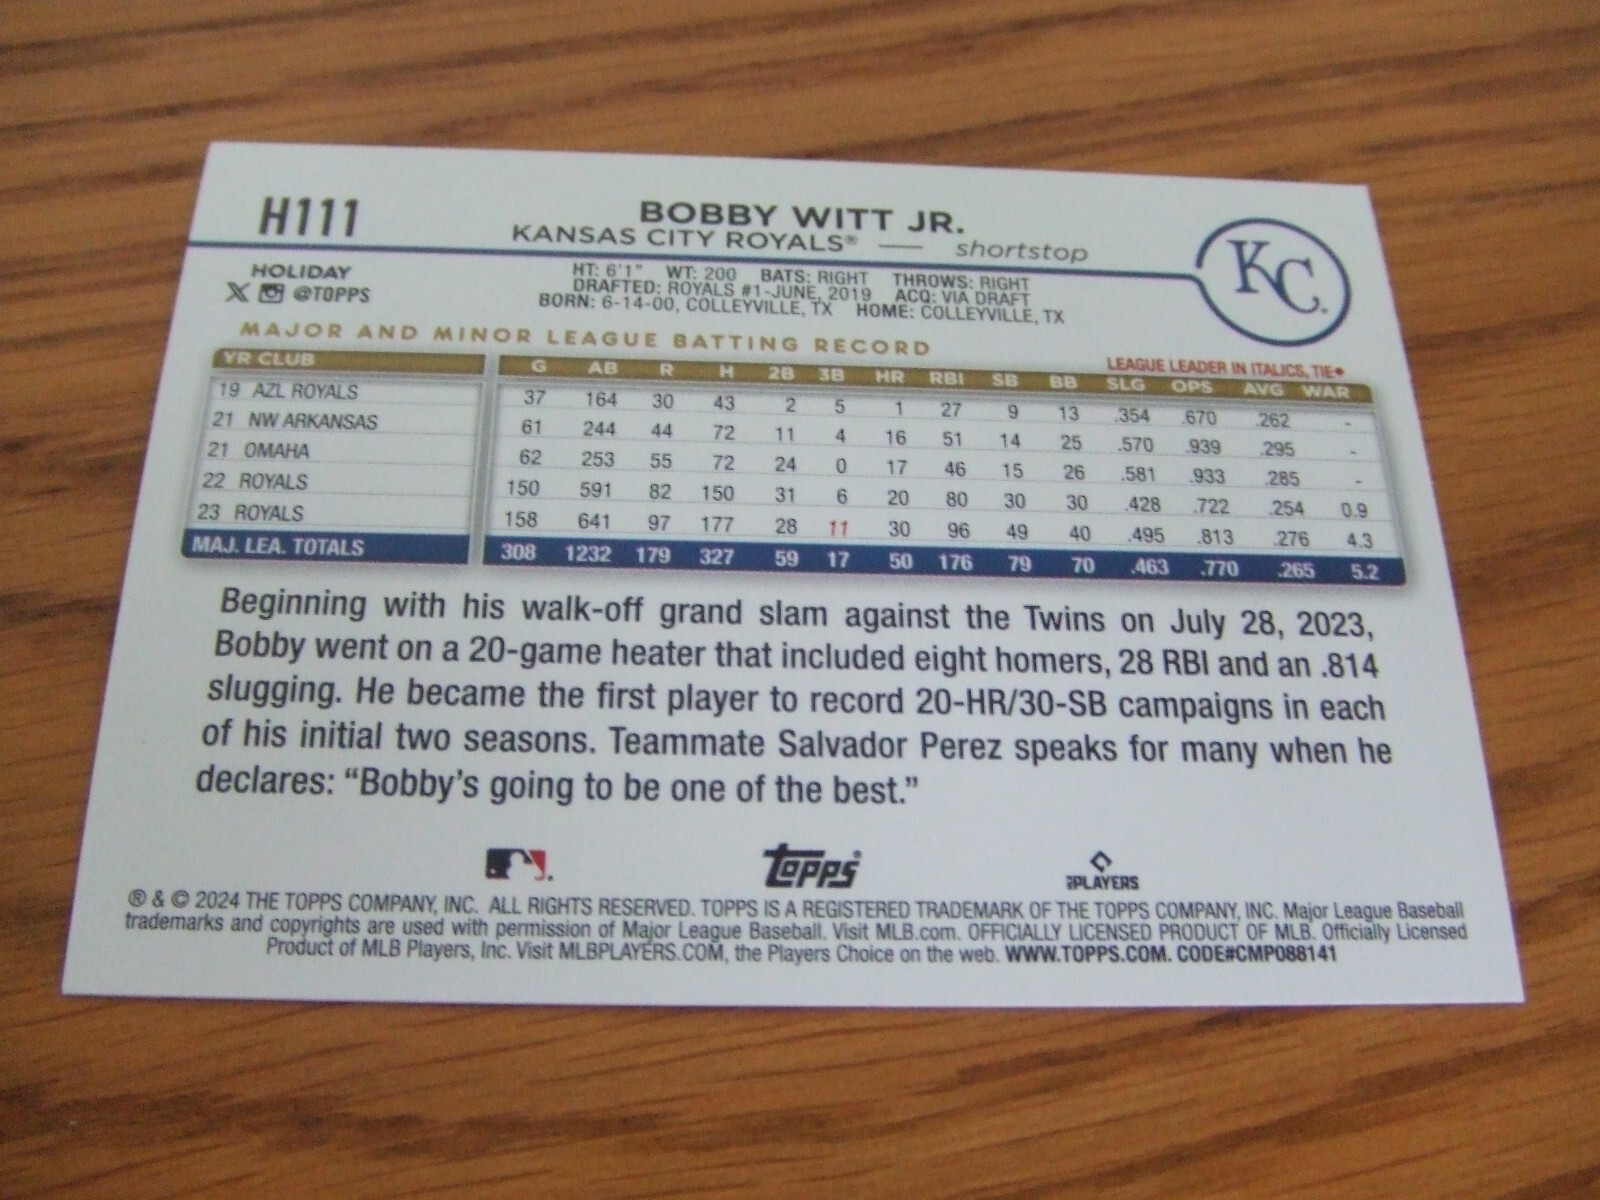 H111
BOBBY WITT JR.
KANSAS CITY ROYALS® — shortstop
KC.
HOLIDAY
X @TOPPS
HT: 6'1" WT: 200 BATS: RIGHT THROWS: RIGHT
DRAFTED: ROYALS #1-JUNE, 2019 ACQ: VIA DRAFT
BORN: 6-14-00, COLLEYVILLE, TX HOME: COLLEYVILLE, TX
MAJOR AND MINOR LEAGUE BATTING RECORD
LEAGUE LEADER IN ITALICS, TIE♦
YR CLUB G AB R H 2B 3B HR RBI SB BB SLG OPS AVG WAR
19 AZL ROYALS 37 164 30 43 2 5 1 27 9 13 .354 .670 .262 -
21 NW ARKANSAS 61 244 44 72 11 4 16 51 14 25 .570 .939 .295 -
21 OMAHA 62 253 55 72 24 0 17 46 15 26 .581 .933 .285 -
22 ROYALS 150 591 82 150 31 6 20 80 30 30 .428 .722 .254 0.9
23 ROYALS 158 641 97 177 28 11 30 96 49 40 .495 .813 .276 4.3
MAJ. LEA. TOTALS 308 1232 179 327 59 17 50 176 79 70 .463 .770 .265 5.2
Beginning with his walk-off grand slam against the Twins on July 28, 2023,
Bobby went on a 20-game heater that included eight homers, 28 RBI and an .814
slugging. He became the first player to record 20-HR/30-SB campaigns in each
of his initial two seasons. Teammate Salvador Perez speaks for many when he
declares: “Bobby’s going to be one of the best.”
Topps® PLAYERS
® & © 2024 THE TOPPS COMPANY, INC. ALL RIGHTS RESERVED. TOPPS IS A REGISTERED TRADEMARK OF THE TOPPS COMPANY, INC. Major League Baseball
trademarks and copyrights are used with permission of Major League Baseball. Visit MLB.com. OFFICIALLY LICENSED PRODUCT OF MLB. Officially Licensed
Product of MLB Players, Inc. Visit MLBPLAYERS.COM, the Players Choice on the web. WWW.TOPPS.COM. CODE#CMP088141